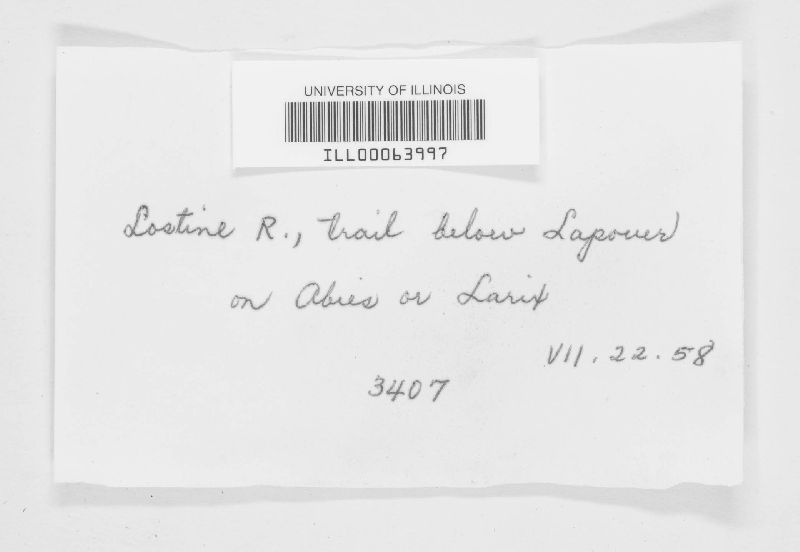 UNIVERSITY OF ILLINOIS
ILL00063997
Lostine R., trail below Lapover
on Abies or Larix
VII. 22. 58
3407